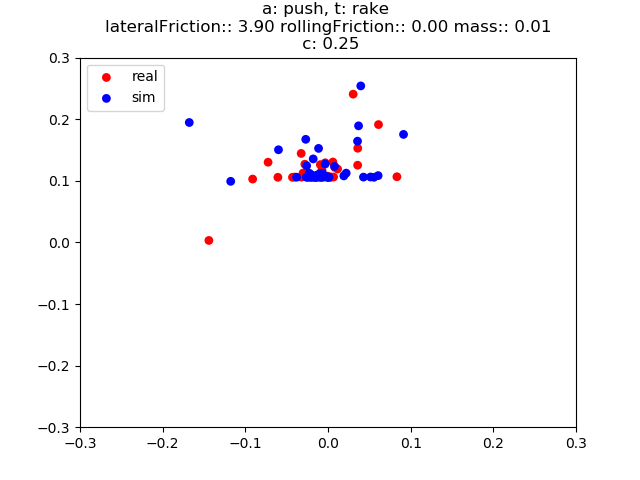 a: push, t: rake
lateralFriction:: 3.90 rollingFriction:: 0.00 mass:: 0.01
c: 0.25
real
sim
0.3
0.2
0.1
0.0
−0.1
−0.2
−0.3
−0.3
−0.2
−0.1
0.0
0.1
0.2
0.3